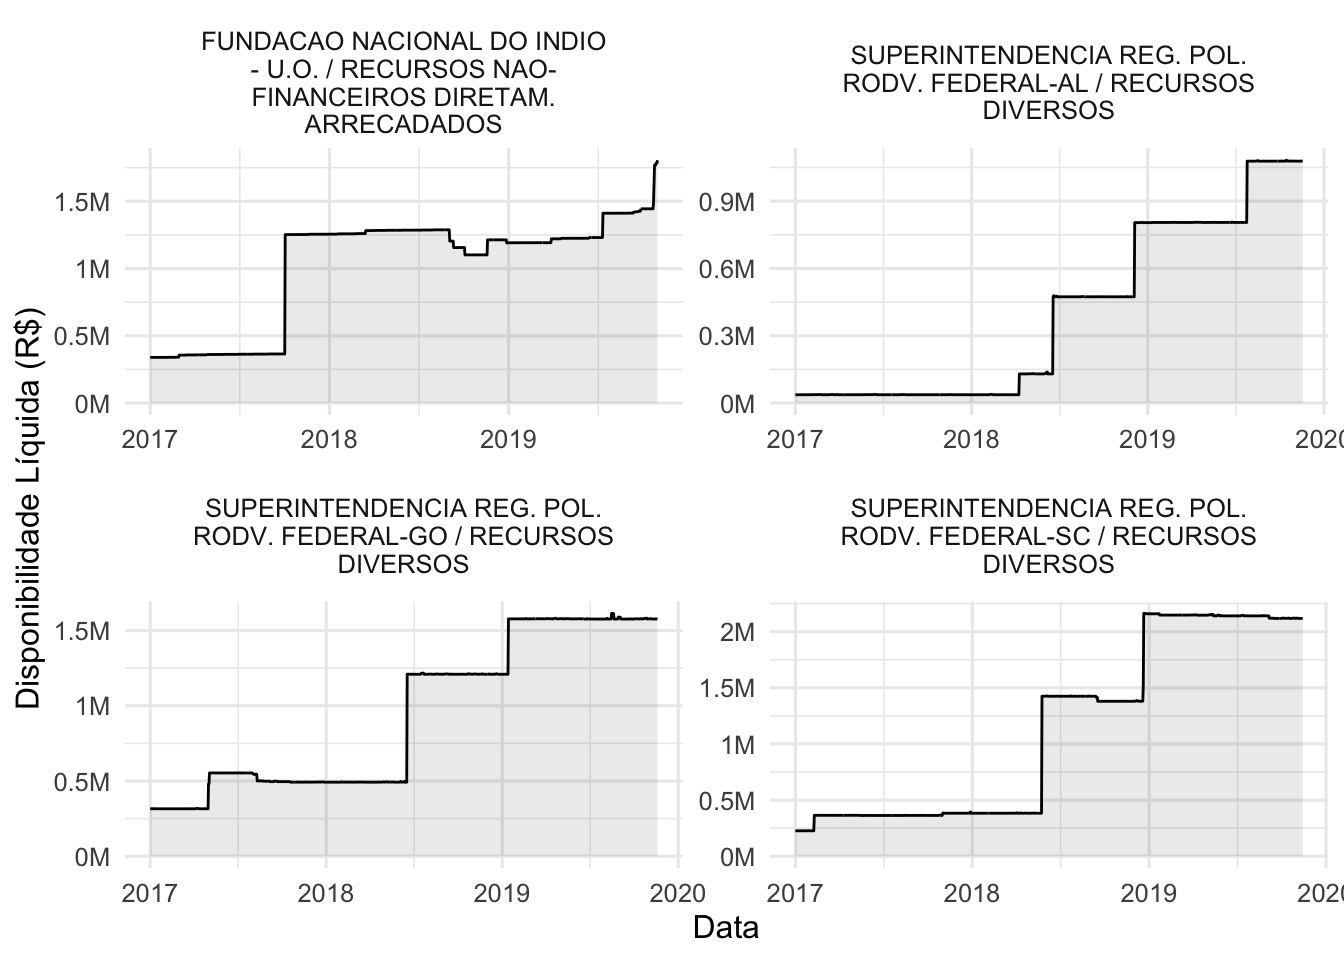 FUNDACAO NACIONAL DO INDIO
- U.O. / RECURSOS NAO-
FINANCEIROS DIRETAM.
ARRECADADOS
1.5M
1M
0.5M
0M
2017 2018 2019
SUPERINTENDENCIA REG. POL.
RODV. FEDERAL-AL / RECURSOS
DIVERSOS
0.9M
0.6M
0.3M
0M
2017 2018 2019 2020
SUPERINTENDENCIA REG. POL.
RODV. FEDERAL-GO / RECURSOS
DIVERSOS
1.5M
1M
0.5M
0M
2017 2018 2019 2020
SUPERINTENDENCIA REG. POL.
RODV. FEDERAL-SC / RECURSOS
DIVERSOS
2M
1.5M
1M
0.5M
0M
2017 2018 2019 2020
Disponibilidade Líquida (R$)
Data